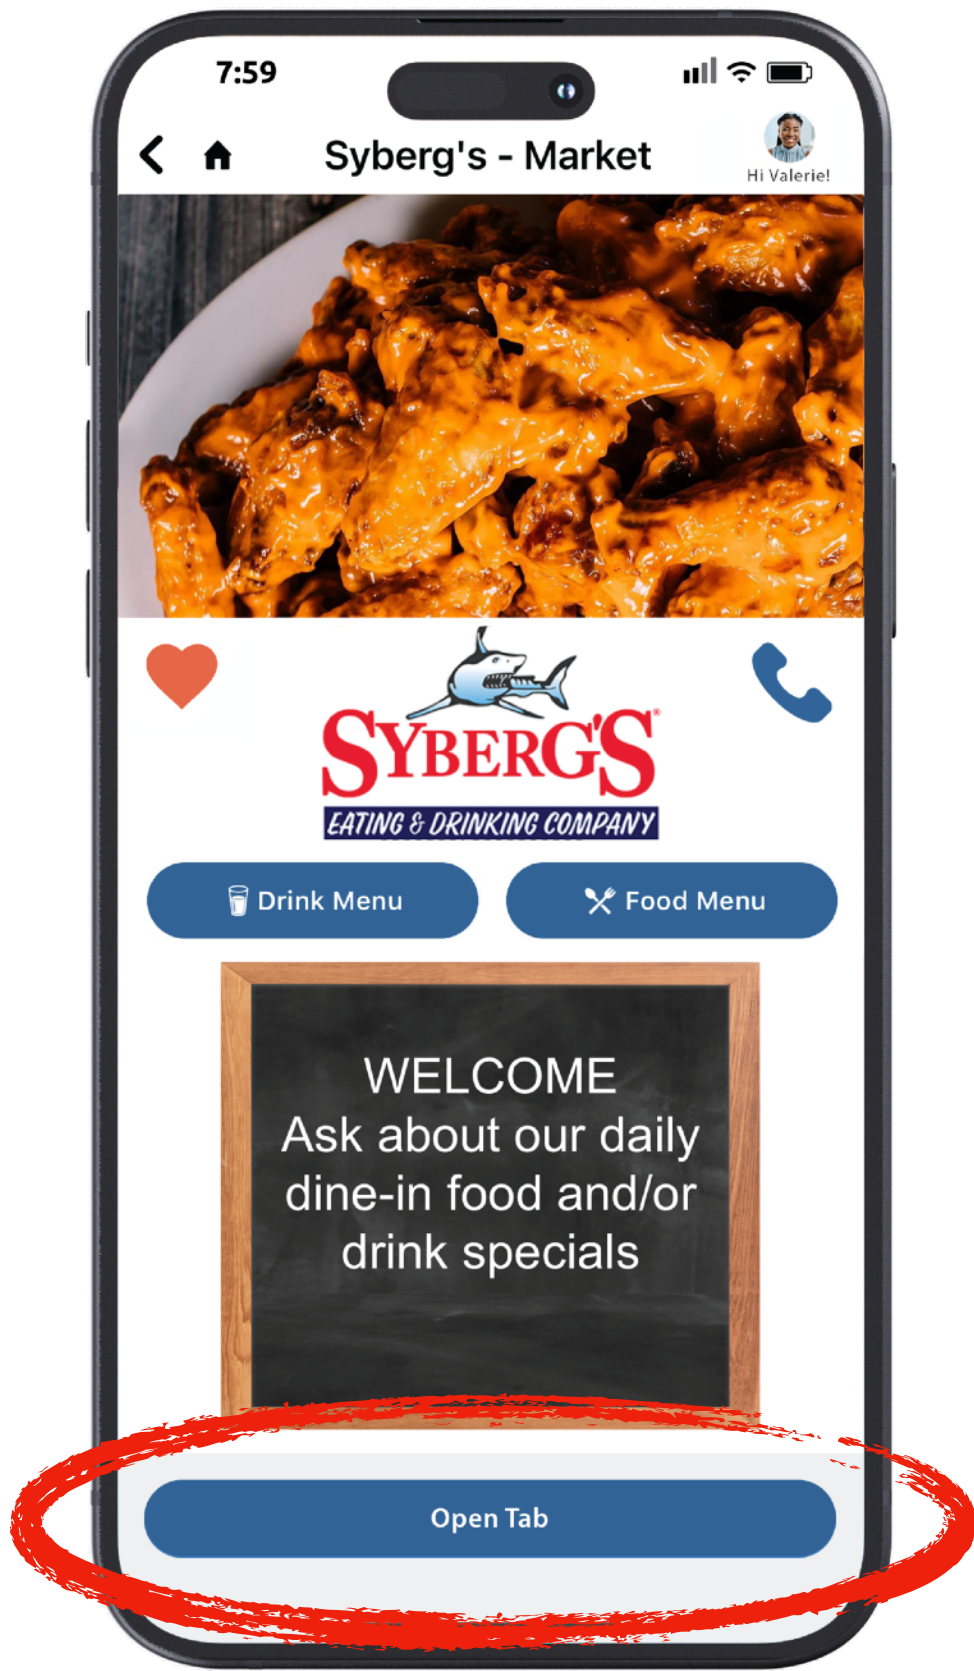 7:59
Syberg's - Market
Hi Valerie!
SYBERG'S®
EATING & DRINKING COMPANY
Drink Menu
Food Menu
WELCOME
Ask about our daily
dine-in food and/or
drink specials
Open Tab